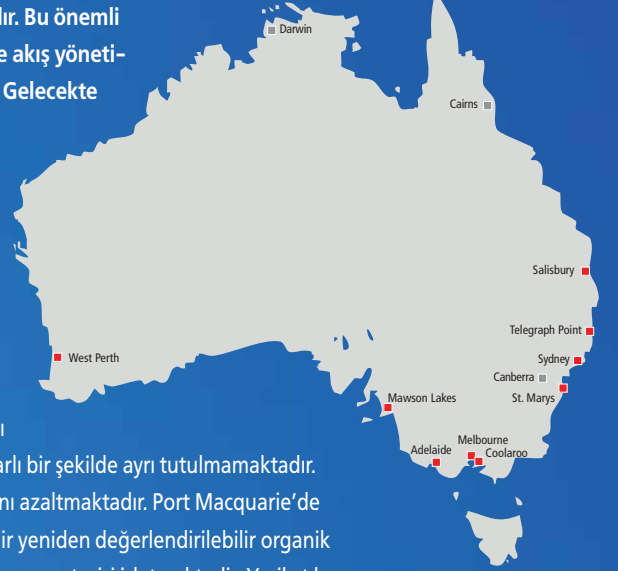 dır. Bu önemli
e akış yöneti-
Gelecekte
Darwin
Cairns
Salisbury
Telegraph Point
Sydney
West Perth
Canberra
St. Marys
Mawson Lakes
Melbourne
Adelaide
Coolaroo
arlı bir şekilde ayrı tutulmamaktadır.
nı azaltmaktadır. Port Macquarie’de
ir yeniden değerlendirilebilir organik